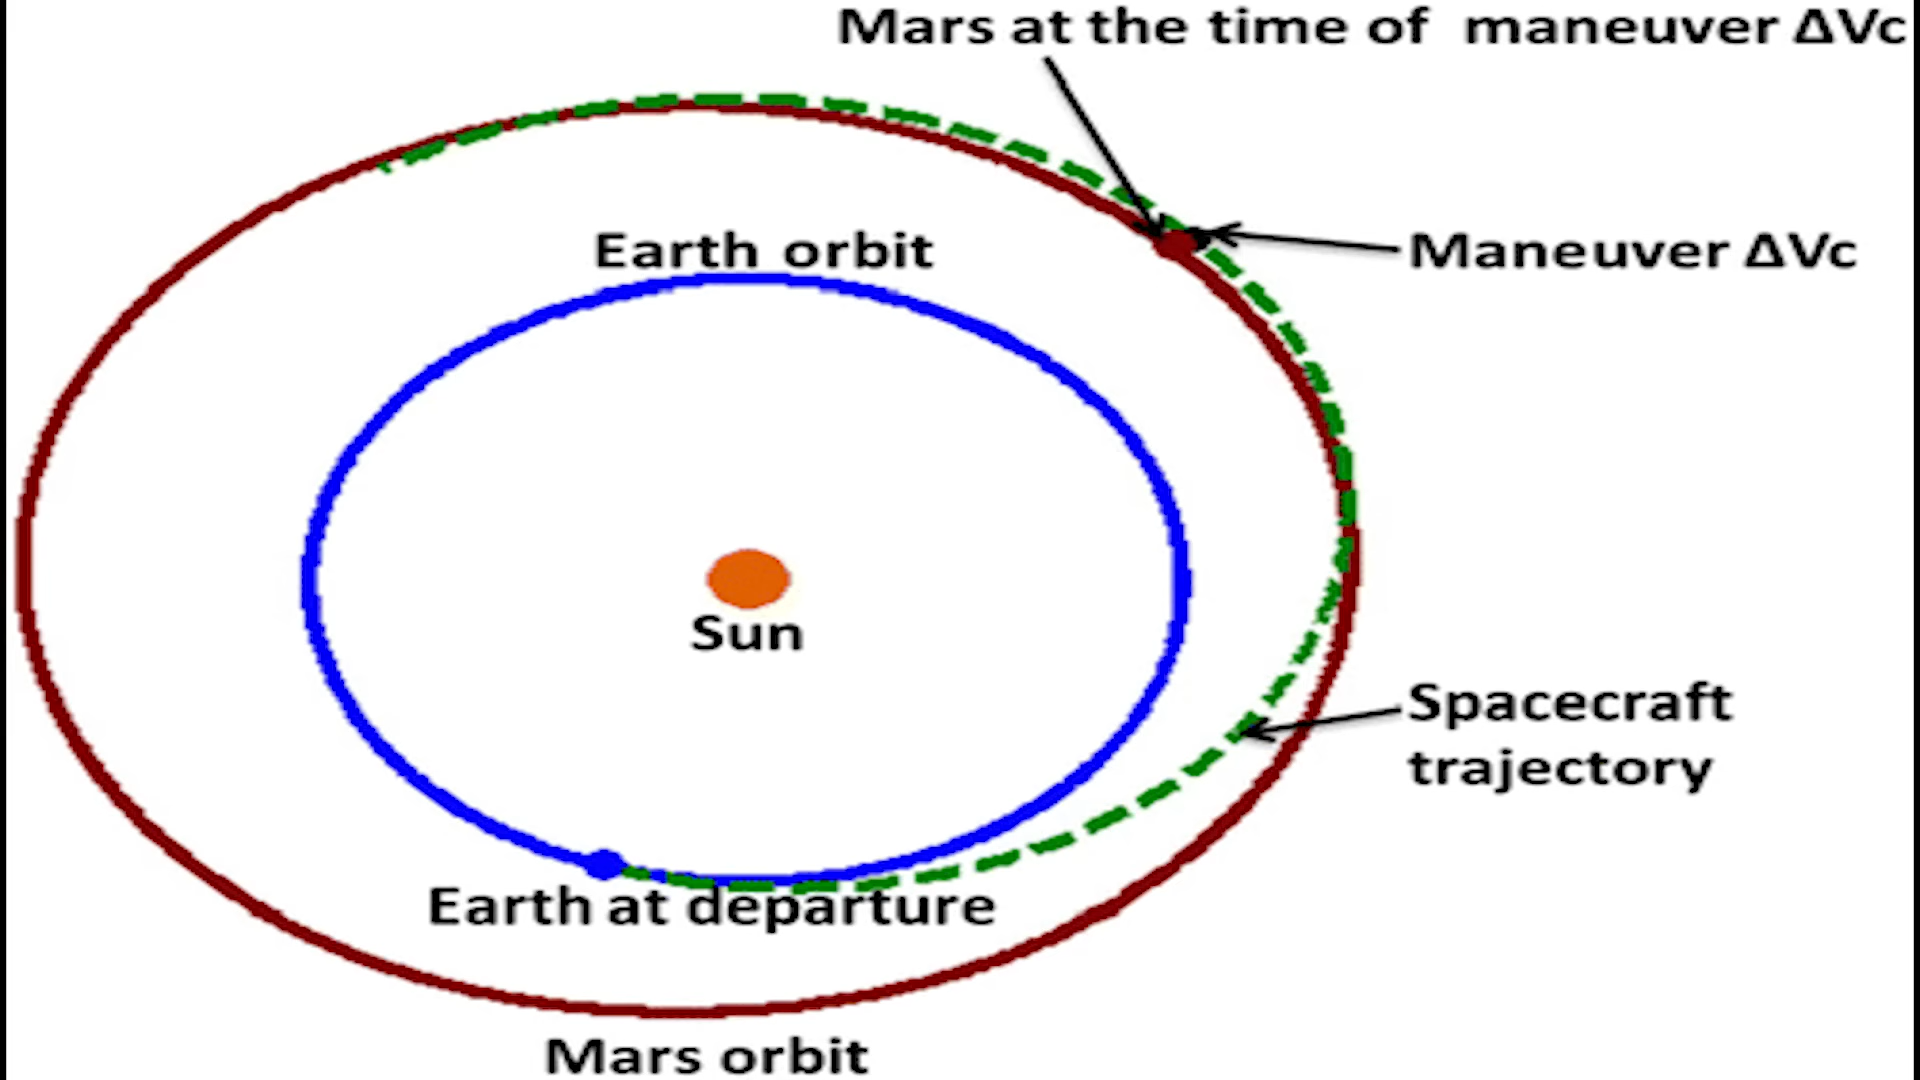 Mars at the time of maneuver ΔVc
Earth orbit
Maneuver ΔVc
Sun
Spacecraft
trajectory
Earth at departure
Mars orbit